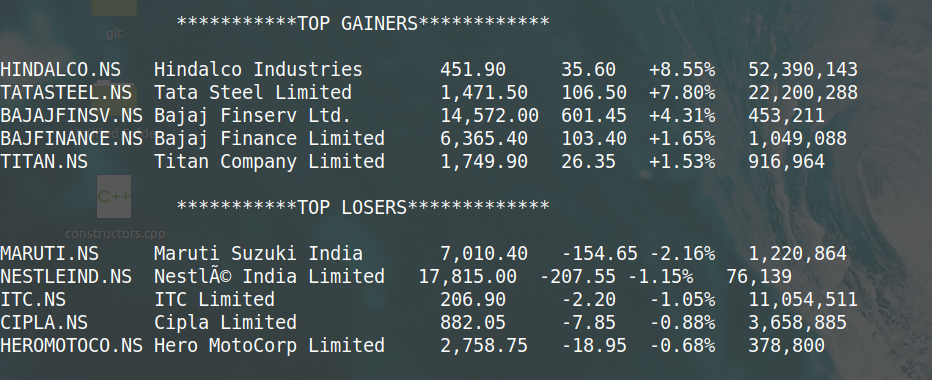 git
***********TOP GAINERS************
HINDALCO.NS Hindalco Industries 451.90 35.60 +8.55% 52,390,143
TATASTEEL.NS Tata Steel Limited 1,471.50 106.50 +7.80% 22,200,288
BAJAJFINSV.NS Bajaj Finserv Ltd. 14,572.00 601.45 +4.31% 453,211
BAJFINANCE.NS Bajaj Finance Limited 6,365.40 103.40 +1.65% 1,049,088
TITAN.NS Titan Company Limited 1,749.90 26.35 +1.53% 916,964
C++
***********TOP LOSERS*************
constructors.cpp
MARUTI.NS Maruti Suzuki India 7,010.40 -154.65 -2.16% 1,220,864
NESTLEIND.NS NestlÃ© India Limited 17,815.00 -207.55 -1.15% 76,139
ITC.NS ITC Limited 206.90 -2.20 -1.05% 11,054,511
CIPLA.NS Cipla Limited 882.05 -7.85 -0.88% 3,658,885
HEROMOTOCO.NS Hero MotoCorp Limited 2,758.75 -18.95 -0.68% 378,800